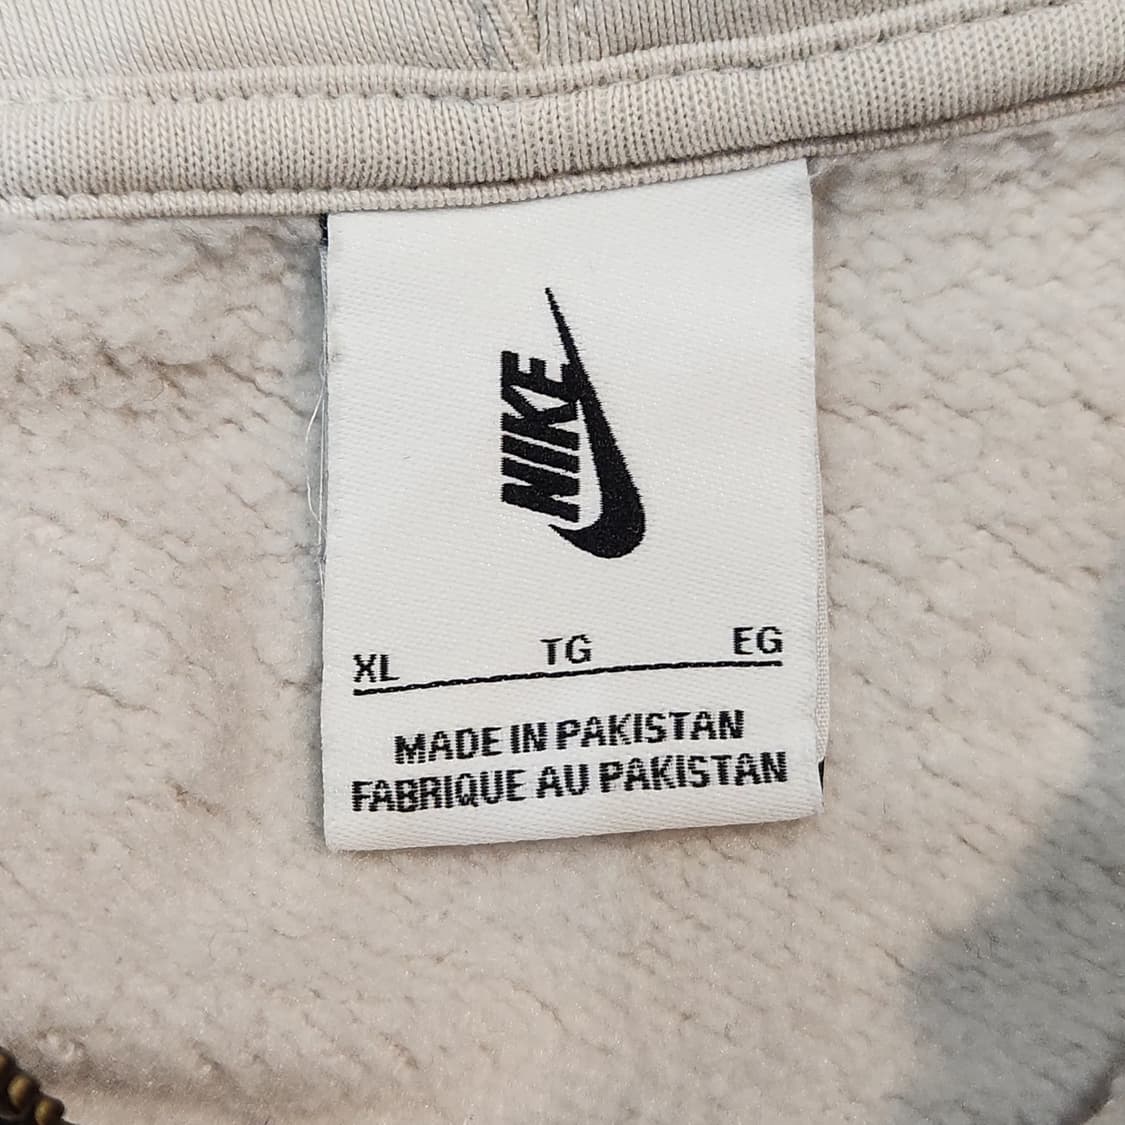 NIKE
XL TG EG
MADE IN PAKISTAN
FABRIQUE AU PAKISTAN